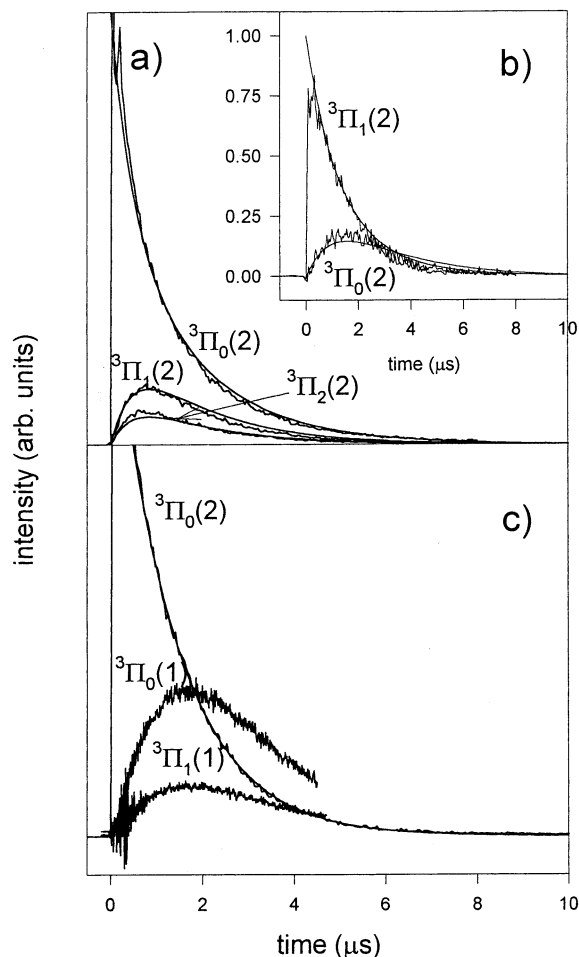 a)
b)
1.00
0.75
0.50
0.25
0.00
³Π₁(2)
³Π₀(2)
0 2 4 6 8 10
time (μs)
³Π₀(2)
³Π₁(2)
³Π₂(2)
intensity (arb. units)
c)
³Π₀(2)
³Π₀(1)
³Π₁(1)
0 2 4 6 8 10
time (μs)